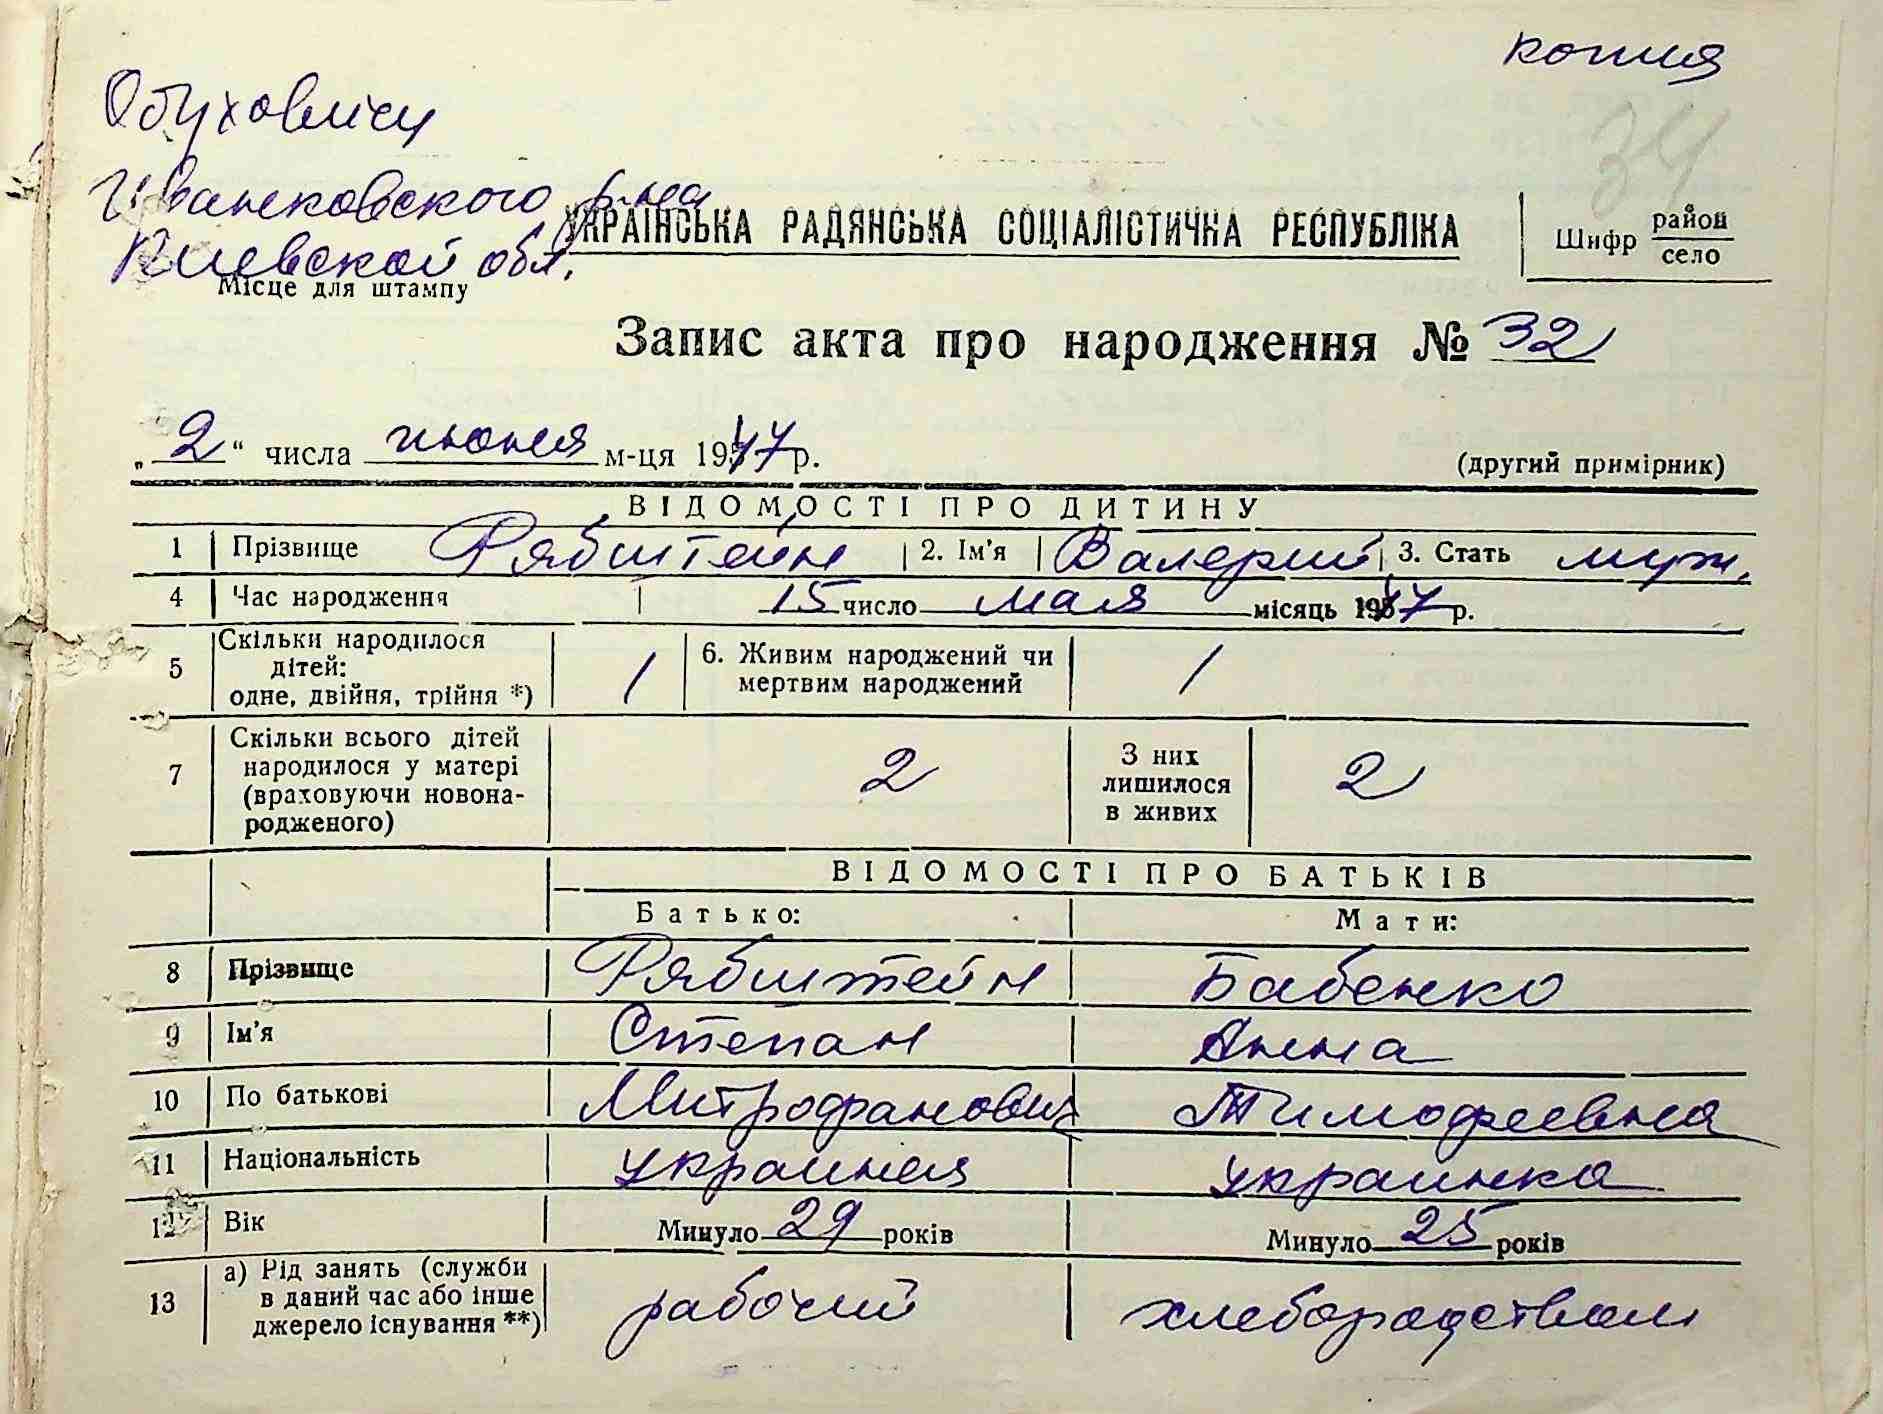 копия
34
Обуховичи
Иванковского р-на
Киевской обл.
Місце для штампу
УКРАЇНСЬКА РАДЯНСЬКА СОЦІАЛІСТИЧНА РЕСПУБЛІКА
Шифр район
село
Запис акта про народження № 32
„2“ числа июня м-ця 1947 р.
(другий примірник)
ВІДОМОСТІ ПРО ДИТИНУ
1 Прізвище Рябштейн 2. Ім'я Валерий 3. Стать муж.
4 Час народження 15 число мая місяць 1947 р.
5 Скільки народилося дітей: одне, двійня, трійня *) 1 6. Живим народжений чи мертвим народжений 1
7 Скільки всього дітей народилося у матері (враховуючи новонародженого) 2 З них лишилося в живих 2
ВІДОМОСТІ ПРО БАТЬКІВ
Батько: Мати:
8 Прізвище Рябштейн Бабенко
9 Ім'я Степан Анна
10 По батькові Митрофанович Тимофеевна
11 Національність украинец украинка
12 Вік Минуло 29 років Минуло 25 років
13 а) Рід занять (служби в даний час або інше джерело існування **) рабочий